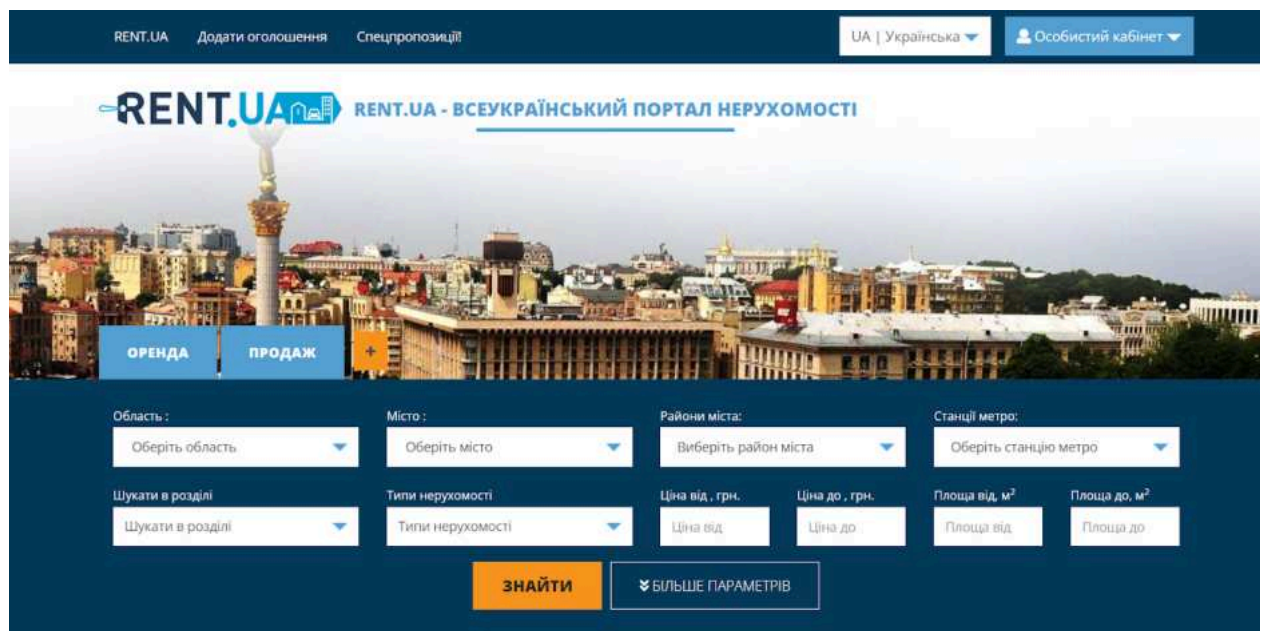 RENT.UA Додати оголошення Спецпропозиції! UA | Українська Особистий кабінет
RENT.UA RENT.UA - ВСЕУКРАЇНСЬКИЙ ПОРТАЛ НЕРУХОМОСТІ
ОРЕНДА ПРОДАЖ +
Область : Місто : Райони міста: Станції метро:
Оберіть область Оберіть місто Виберіть район міста Оберіть станцію метро
Шукати в розділі Типи нерухомості Ціна від , грн. Ціна до , грн. Площа від, м² Площа до, м²
Шукати в розділі Типи нерухомості Ціна від Ціна до Площа від Площа до
ЗНАЙТИ БІЛЬШЕ ПАРАМЕТРІВ